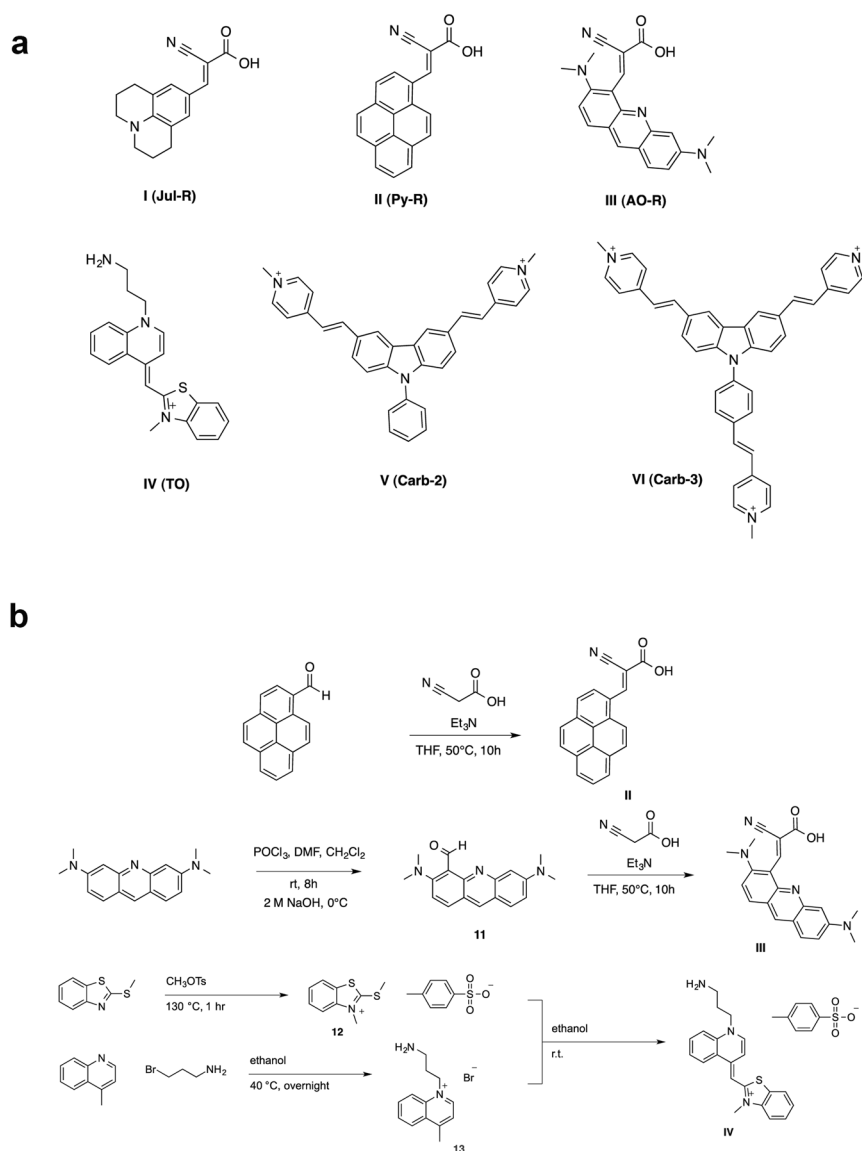 a
N
O
OH
N
I (Jul-R)
N
O
OH
II (Py-R)
N
O
OH
N
N
N
III (AO-R)
H₂N
N
S
N
+
IV (TO)
N
+
N
+
N
V (Carb-2)
N
+
N
+
N
N
+
VI (Carb-3)
b
O
H
N
O
OH
Et₃N
THF, 50°C, 10h
N
O
OH
II
N
N
N
POCl₃, DMF, CH₂Cl₂
rt, 8h
2 M NaOH, 0°C
O
N
N
N
11
N
O
OH
Et₃N
THF, 50°C, 10h
N
O
OH
N
N
N
III
S
S
N
CH₃OTs
130 °C, 1 hr
S
S
N
+
12
O
S
O
O⁻
N
Br
NH₂
ethanol
40 °C, overnight
H₂N
N
+
Br⁻
13
ethanol
r.t.
H₂N
N
S
N
+
IV
O
S
O
O⁻